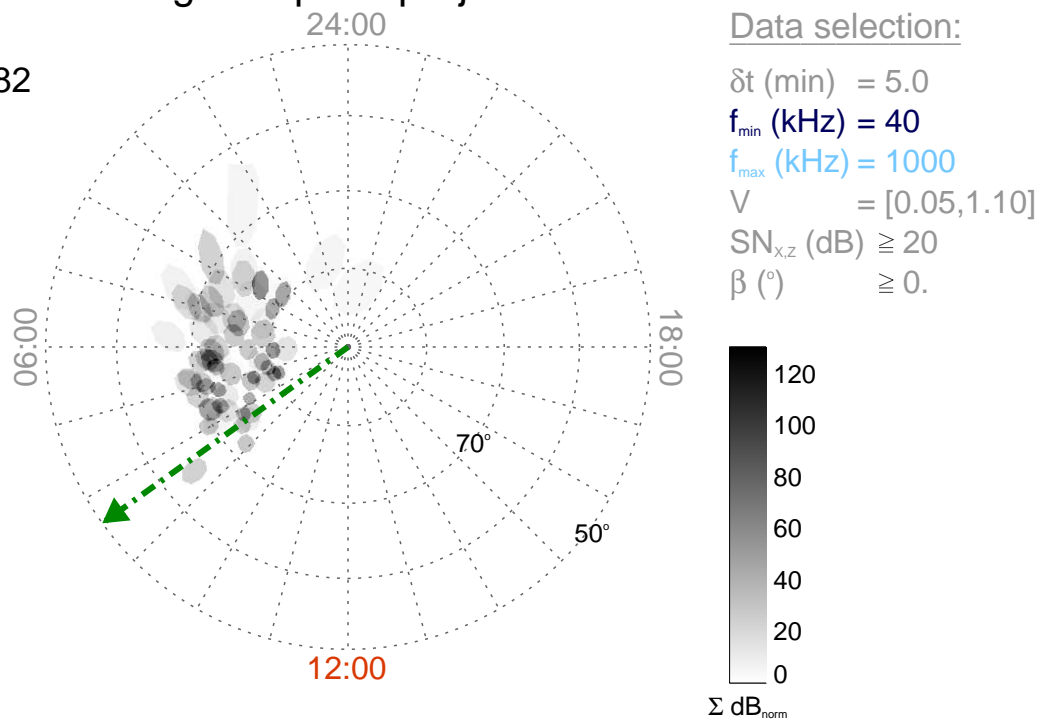 24:00
82
06:00
18:00
70°
50°
12:00
Data selection:
δt (min) = 5.0
fmin (kHz) = 40
fmax (kHz) = 1000
V = [0.05,1.10]
SNX,Z (dB) ≧ 20
β (°) ≧ 0.
120
100
80
60
40
20
0
Σ dBnorm